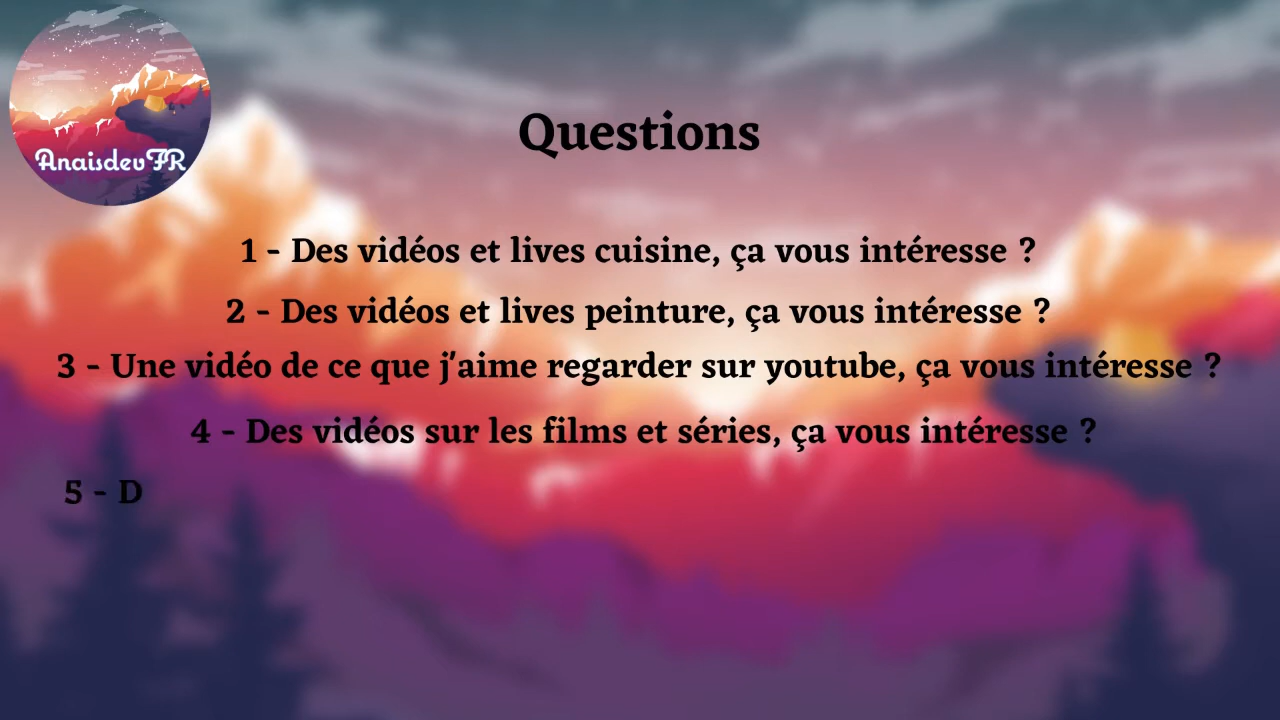 AnaisdevFR
Questions
1 - Des vidéos et lives cuisine, ça vous intéresse ?
2 - Des vidéos et lives peinture, ça vous intéresse ?
3 - Une vidéo de ce que j'aime regarder sur youtube, ça vous intéresse ?
4 - Des vidéos sur les films et séries, ça vous intéresse ?
5 - D